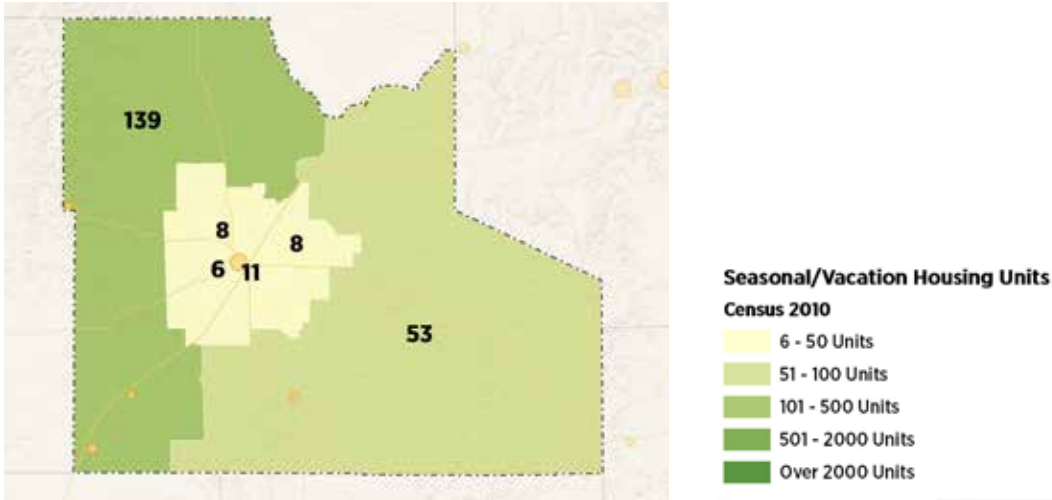 139
8
8
6
11
53
Seasonal/Vacation Housing Units
Census 2010
6 - 50 Units
51 - 100 Units
101 - 500 Units
501 - 2000 Units
Over 2000 Units